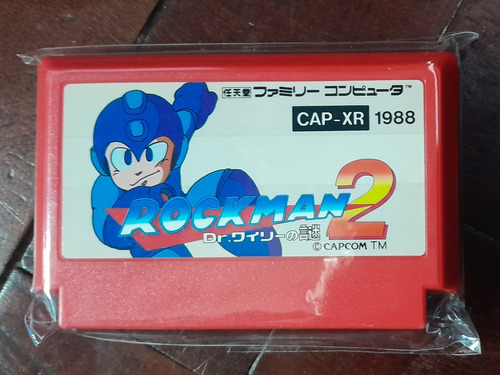 任天堂 ファミリー コンピュータ™
CAP-XR 1988
ROCKMAN 2
Dr.ワイリーの謎
© CAPCOM TM